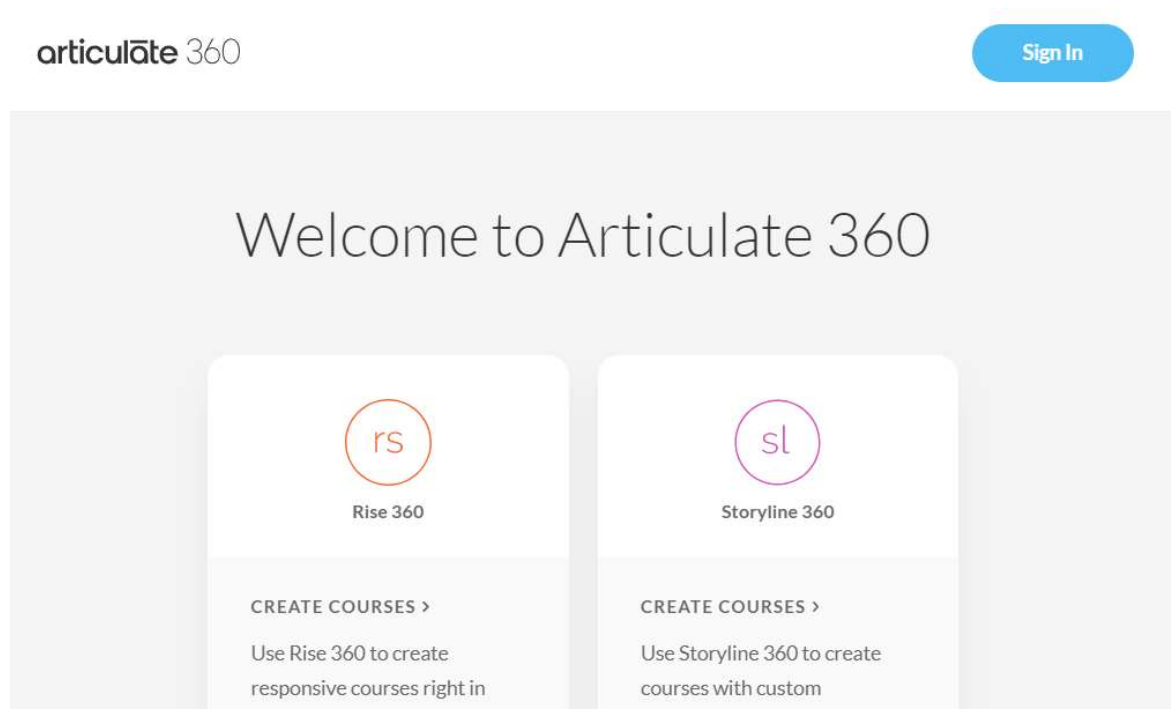 articulāte 360
Sign In
Welcome to Articulate 360
rs
Rise 360
CREATE COURSES >
Use Rise 360 to create
responsive courses right in
sl
Storyline 360
CREATE COURSES >
Use Storyline 360 to create
courses with custom